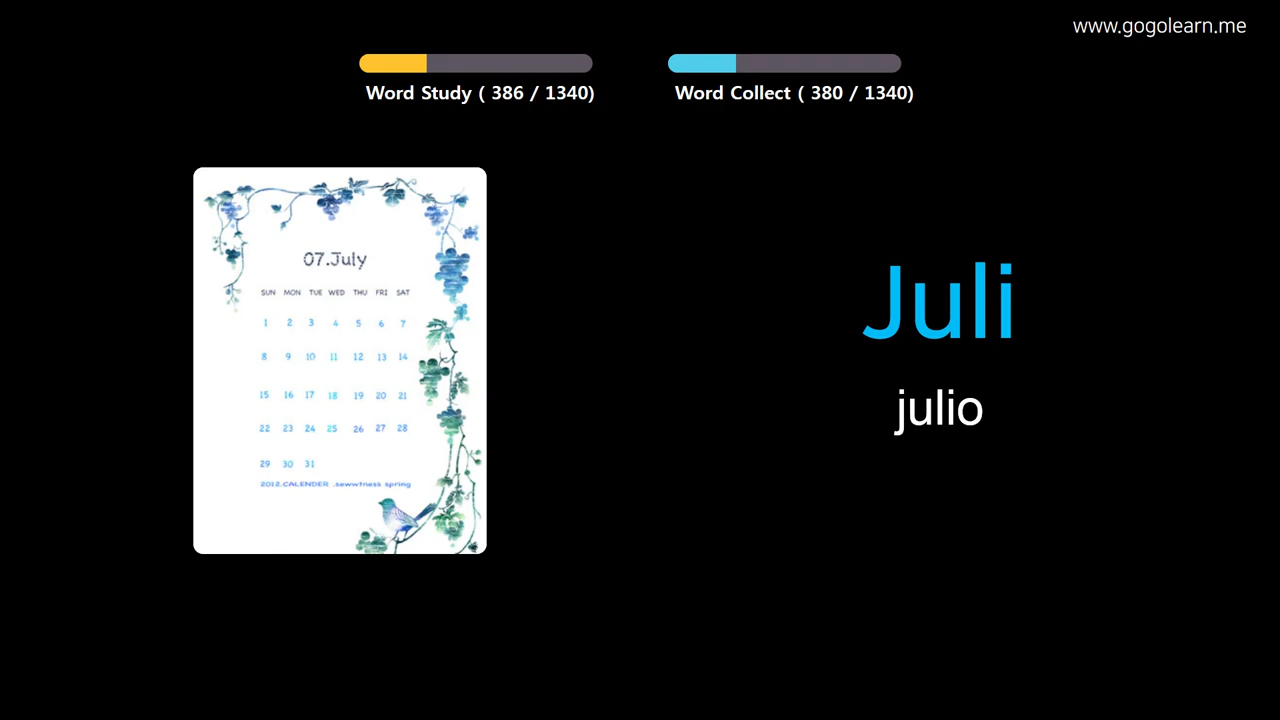 www.gogolearn.me
Word Study ( 386 / 1340)
Word Collect ( 380 / 1340)
07.July
SUN MON TUE WED THU FRI SAT
1 2 3 4 5 6 7
8 9 10 11 12 13 14
15 16 17 18 19 20 21
22 23 24 25 26 27 28
29 30 31
2012.CALENDER .sewwtness spring
Juli
julio